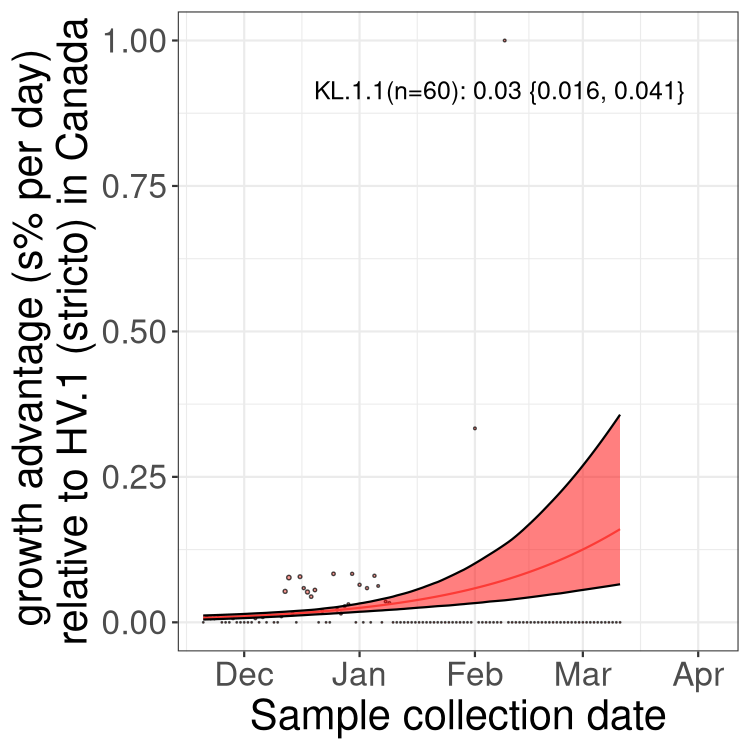 growth advantage (s% per day)
relative to HV.1 (stricto) in Canada
1.00
0.75
0.50
0.25
0.00
KL.1.1(n=60): 0.03 {0.016, 0.041}
Dec
Jan
Feb
Mar
Apr
Sample collection date